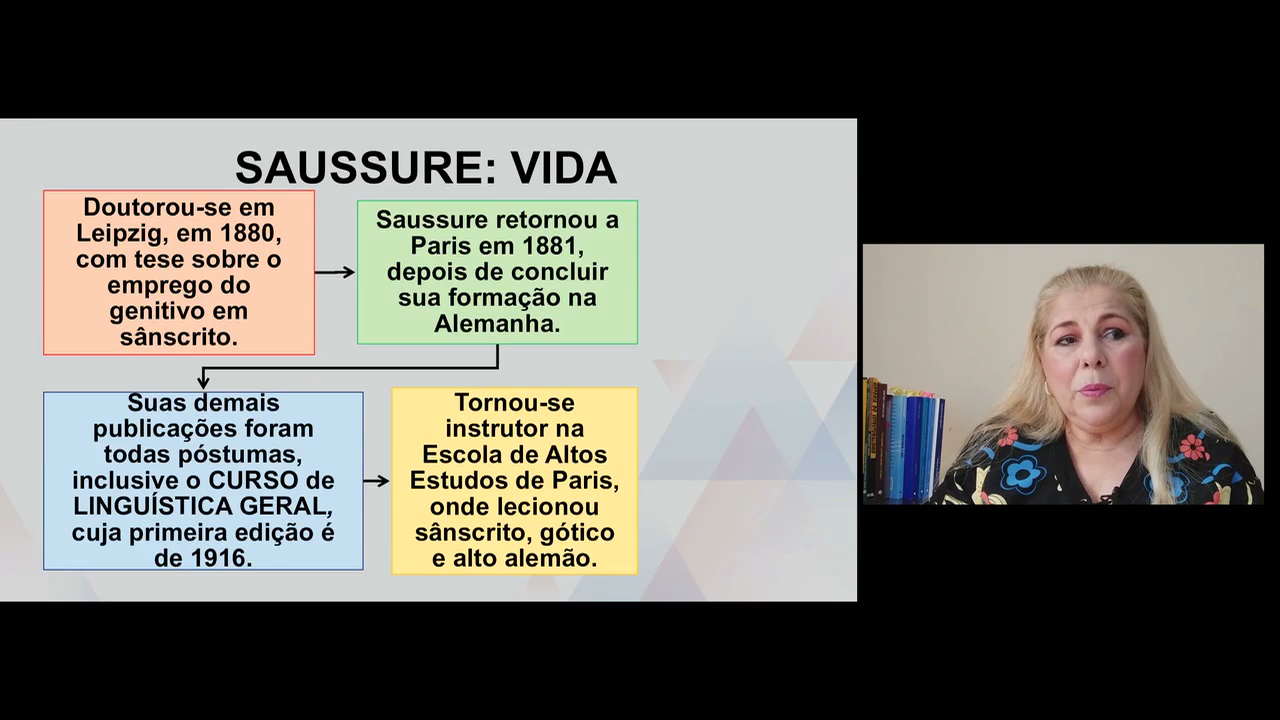 SAUSSURE: VIDA
Doutorou-se em
Leipzig, em 1880,
com tese sobre o
emprego do
genitivo em
sânscrito.
Saussure retornou a
Paris em 1881,
depois de concluir
sua formação na
Alemanha.
Suas demais
publicações foram
todas póstumas,
inclusive o CURSO de
LINGUÍSTICA GERAL,
cuja primeira edição é
de 1916.
Tornou-se
instrutor na
Escola de Altos
Estudos de Paris,
onde lecionou
sânscrito, gótico
e alto alemão.